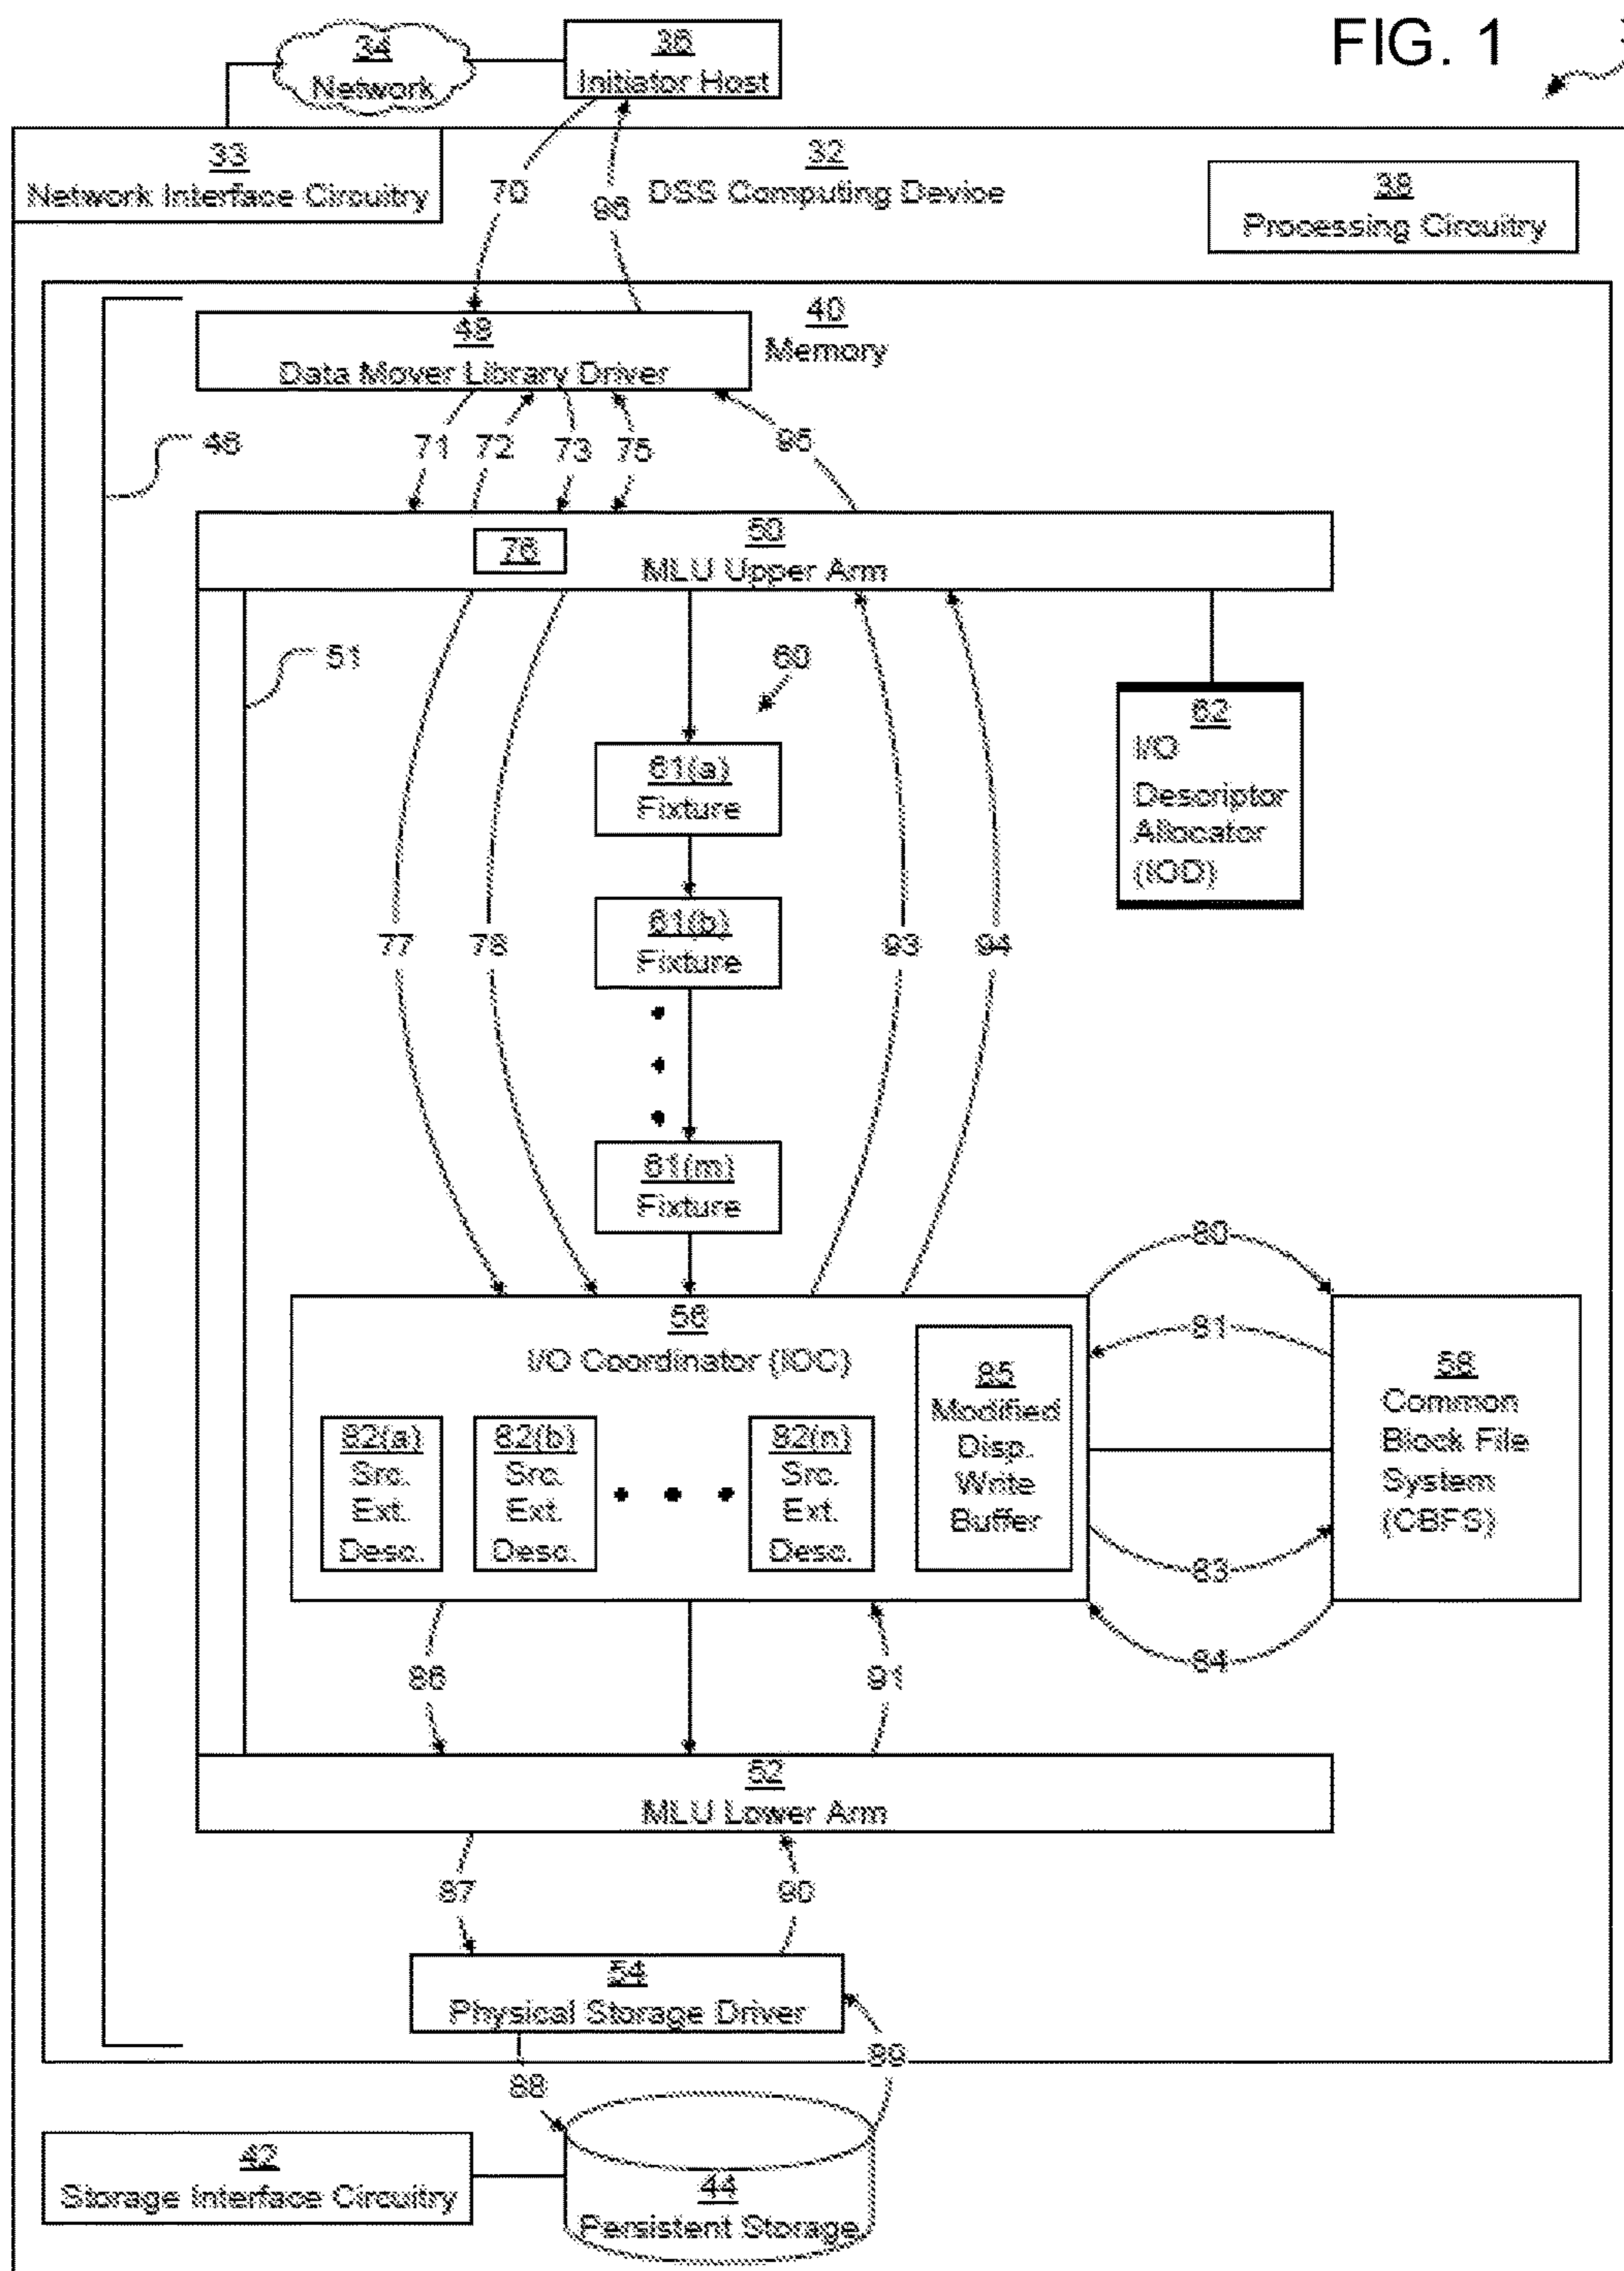 FIG. 1
34
Network
36
Initiator Host
33
Network Interface Circuitry
32
DSS Computing Device
38
Processing Circuitry
70
96
48
Data Mover Library Driver
40
Memory
46
71
72
73
75
95
50
MLU Upper Arm
76
51
60
62
I/O
Descriptor
Allocator
(IOD)
61(a)
Fixture
61(b)
Fixture
77
78
93
94
61(m)
Fixture
80
56
I/O Coordinator (IOC)
81
85
Modified
Disp.
Write
Buffer
58
Common
Block File
System
(CBFS)
82(a)
Src.
Ext.
Desc.
82(b)
Src.
Ext.
Desc.
82(n)
Src.
Ext.
Desc.
83
84
86
91
52
MLU Lower Arm
87
90
54
Physical Storage Driver
88
89
42
Storage Interface Circuitry
44
Persistent Storage